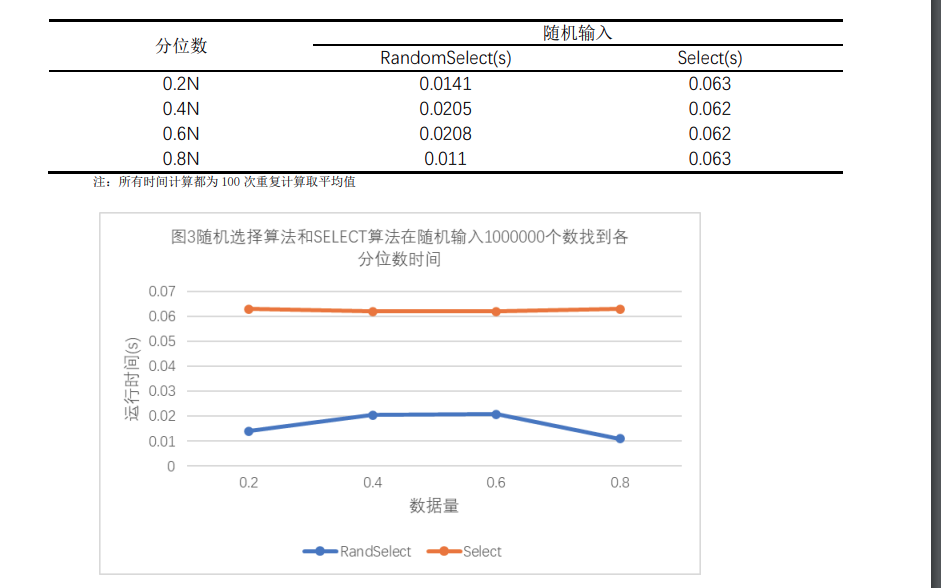 随机输入
分位数
RandomSelect(s) Select(s)
0.2N 0.0141 0.063
0.4N 0.0205 0.062
0.6N 0.0208 0.062
0.8N 0.011 0.063
注：所有时间计算都为 100 次重复计算取平均值
图3随机选择算法和SELECT算法在随机输入1000000个数找到各
分位数时间
0.07
0.06
0.05
0.04
0.03
0.02
0.01
0
运行时间(s)
0.2 0.4 0.6 0.8
数据量
RandSelect Select